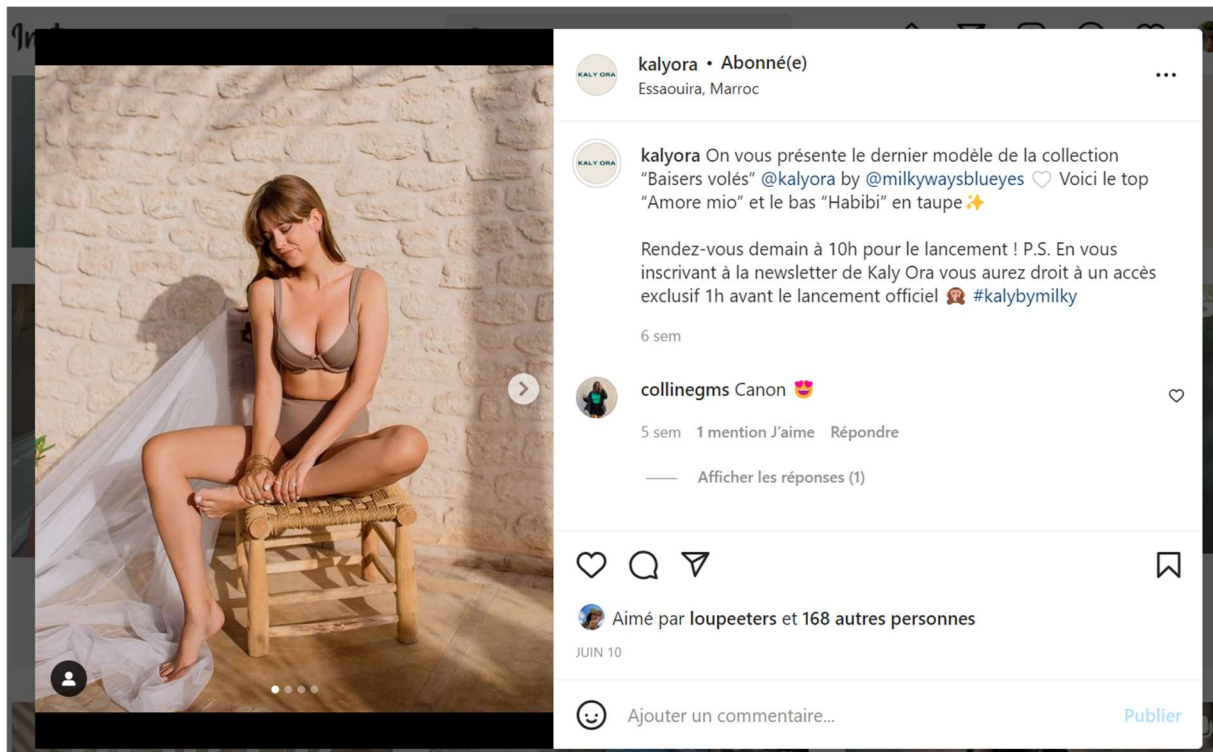 kalyora • Abonné(e)
Essaouira, Marroc
KALY ORA
KALY ORA
kalyora On vous présente le dernier modèle de la collection
“Baisers volés” @kalyora by @milkywaysblueyes 🤍 Voici le top
“Amore mio” et le bas “Habibi” en taupe ✨
Rendez-vous demain à 10h pour le lancement ! P.S. En vous
inscrivant à la newsletter de Kaly Ora vous aurez droit à un accès
exclusif 1h avant le lancement officiel 🙊 #kalybymilky
6 sem
collinegms Canon 😍
5 sem 1 mention J’aime Répondre
Afficher les réponses (1)
Aimé par loupeeters et 168 autres personnes
JUIN 10
Ajouter un commentaire...
Publier